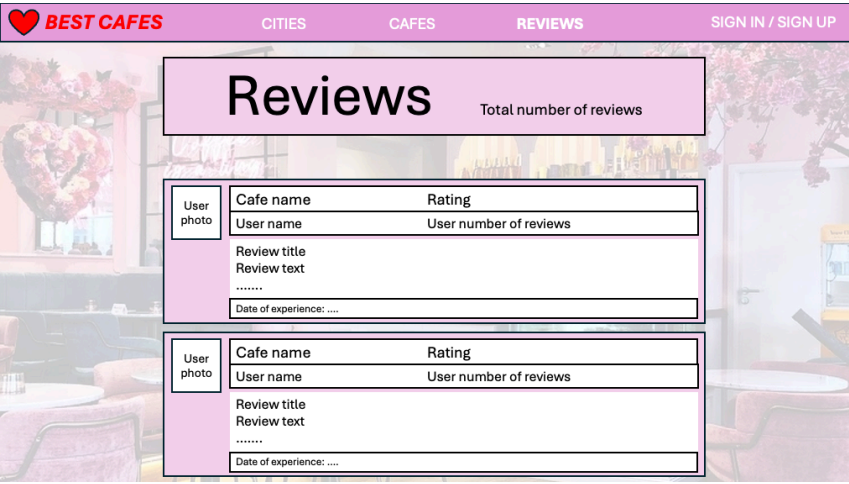 BEST CAFES CITIES CAFES REVIEWS SIGN IN / SIGN UP
Reviews Total number of reviews
User photo
Cafe name Rating
User name User number of reviews
Review title
Review text
.......
Date of experience: ....
User photo
Cafe name Rating
User name User number of reviews
Review title
Review text
.......
Date of experience: ....